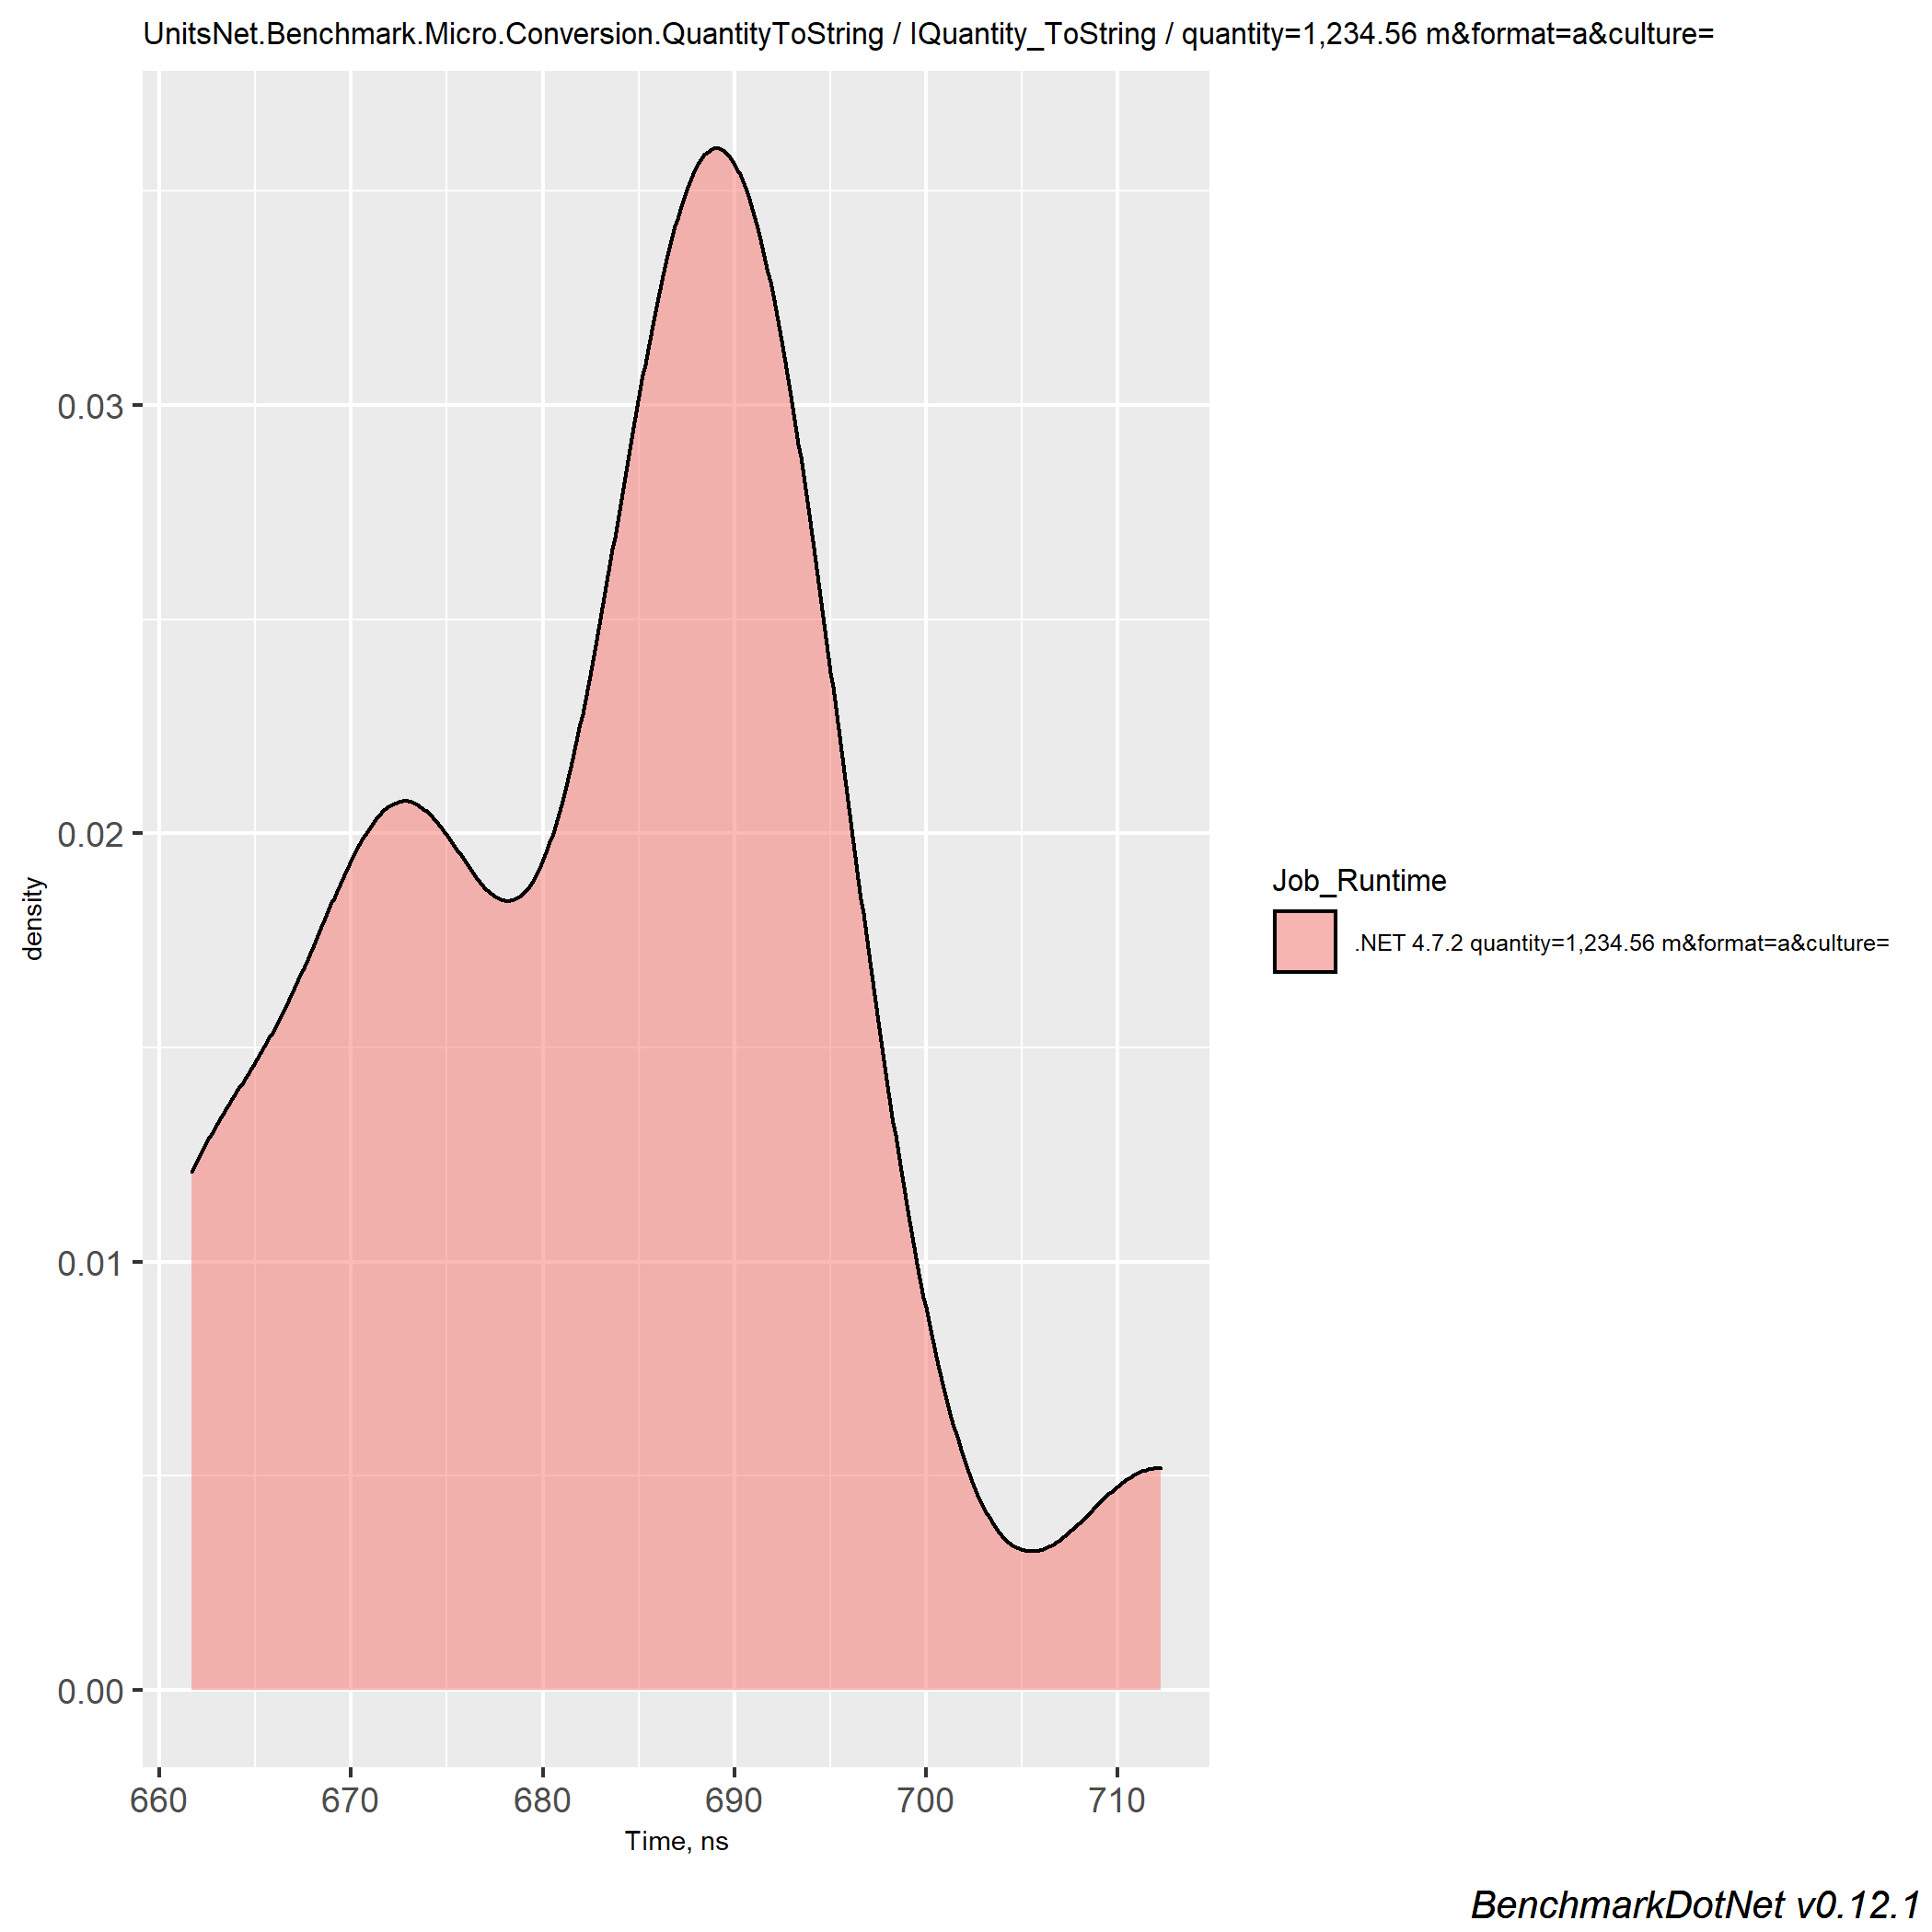 UnitsNet.Benchmark.Micro.Conversion.QuantityToString / IQuantity_ToString / quantity=1,234.56 m&format=a&culture=
0.03
0.02
0.01
0.00
density
660 670 680 690 700 710
Time, ns
Job_Runtime
.NET 4.7.2 quantity=1,234.56 m&format=a&culture=
BenchmarkDotNet v0.12.1